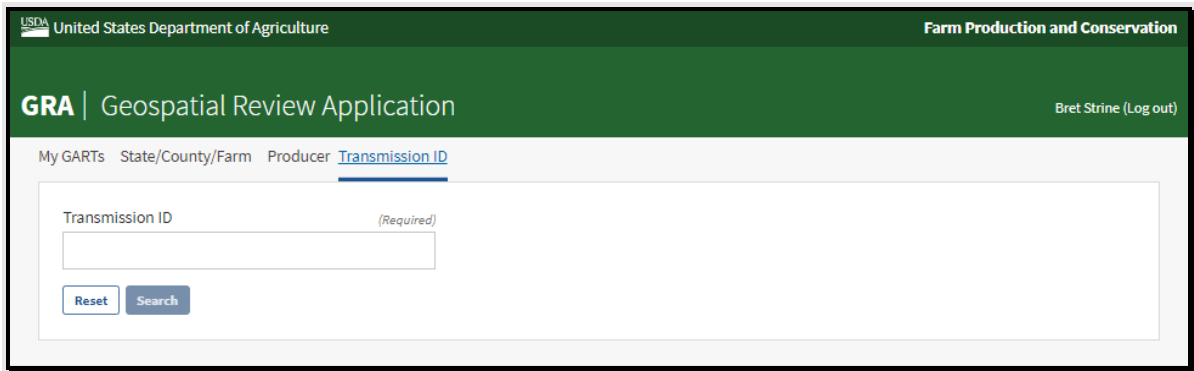 USDA United States Department of Agriculture Farm Production and Conservation
GRA | Geospatial Review Application
Bret Strine (Log out)
My GARTs State/County/Farm Producer Transmission ID
Transmission ID (Required)
Reset Search